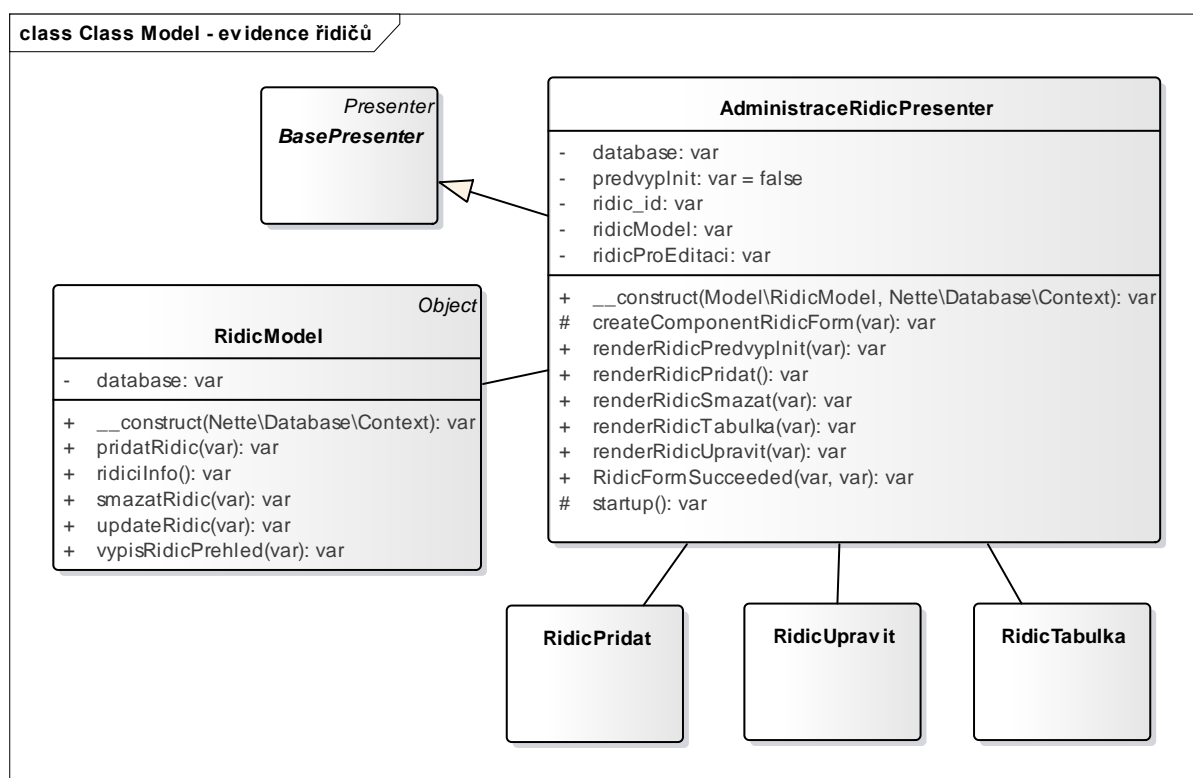 class Class Model - evidence řidičů
Presenter
BasePresenter
AdministraceRidicPresenter
- database: var
- predvyplnit: var = false
- ridic_id: var
- ridicModel: var
- ridicProEditaci: var
+ __construct(Model\RidicModel, Nette\Database\Context): var
# createComponentRidicForm(var): var
+ renderRidicPredvyplnit(var): var
+ renderRidicPridat(): var
+ renderRidicSmazat(var): var
+ renderRidicTabulka(var): var
+ renderRidicUpravit(var): var
+ RidicFormSucceeded(var, var): var
# startup(): var
Object
RidicModel
- database: var
+ __construct(Nette\Database\Context): var
+ pridatRidic(var): var
+ ridiciInfo(): var
+ smazatRidic(var): var
+ updateRidic(var): var
+ vypisRidicPrehled(var): var
RidicPridat
RidicUpravit
RidicTabulka